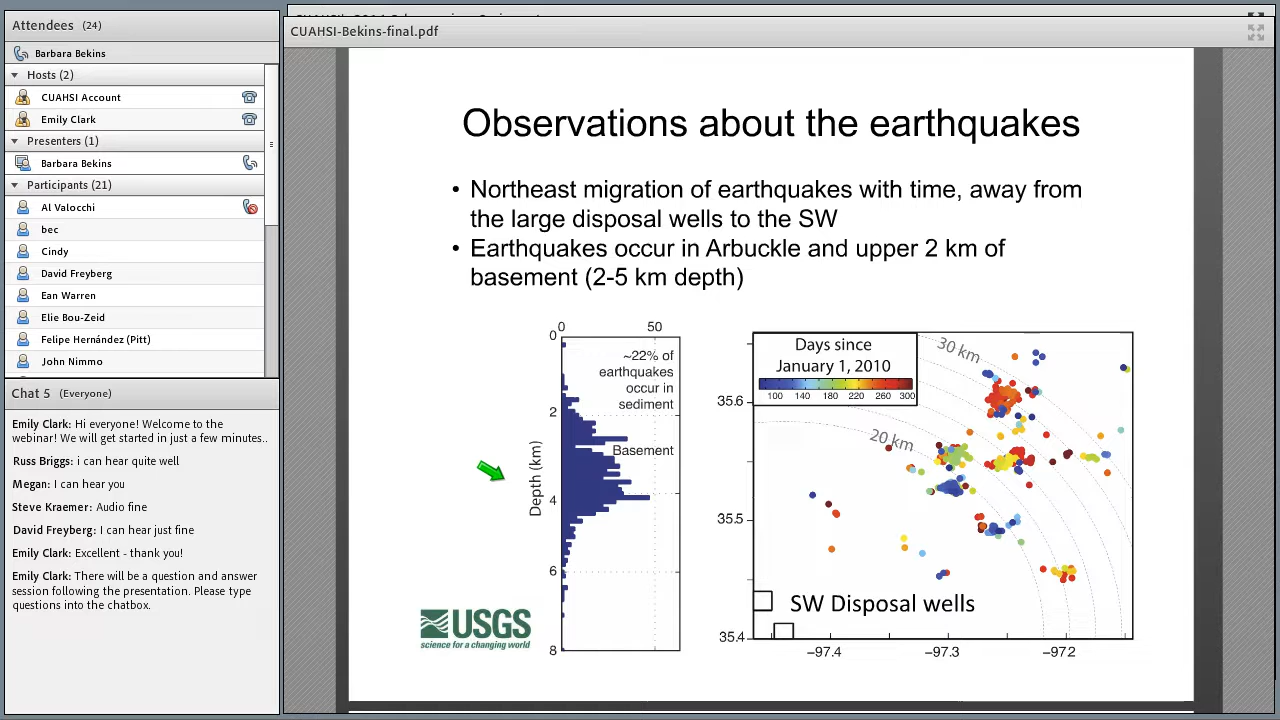 Attendees (24)
Barbara Bekins
Hosts (2)
CUAHSI Account
Emily Clark
Presenters (1)
Barbara Bekins
Participants (21)
Al Valocchi
bec
Cindy
David Freyberg
Ean Warren
Elie Bou-Zeid
Felipe Hernández (Pitt)
John Nimmo
Chat 5 (Everyone)
Emily Clark: Hi everyone! Welcome to the
webinar! We will get started in just a few minutes..
Russ Briggs: i can hear quite well
Megan: I can hear you
Steve Kraemer: Audio fine
David Freyberg: I can hear just fine
Emily Clark: Excellent - thank you!
Emily Clark: There will be a question and answer
session following the presentation. Please type
questions into the chatbox.
CUAHSI-Bekins-final.pdf
Observations about the earthquakes
• Northeast migration of earthquakes with time, away from
the large disposal wells to the SW
• Earthquakes occur in Arbuckle and upper 2 km of
basement (2-5 km depth)
0 50
0
2
4
6
8
Depth (km)
~22% of
earthquakes
occur in
sediment
Basement
USGS
science for a changing world
Days since
January 1, 2010
100 140 180 220 260 300
30 km
20 km
35.6
35.5
35.4
SW Disposal wells
−97.4 −97.3 −972